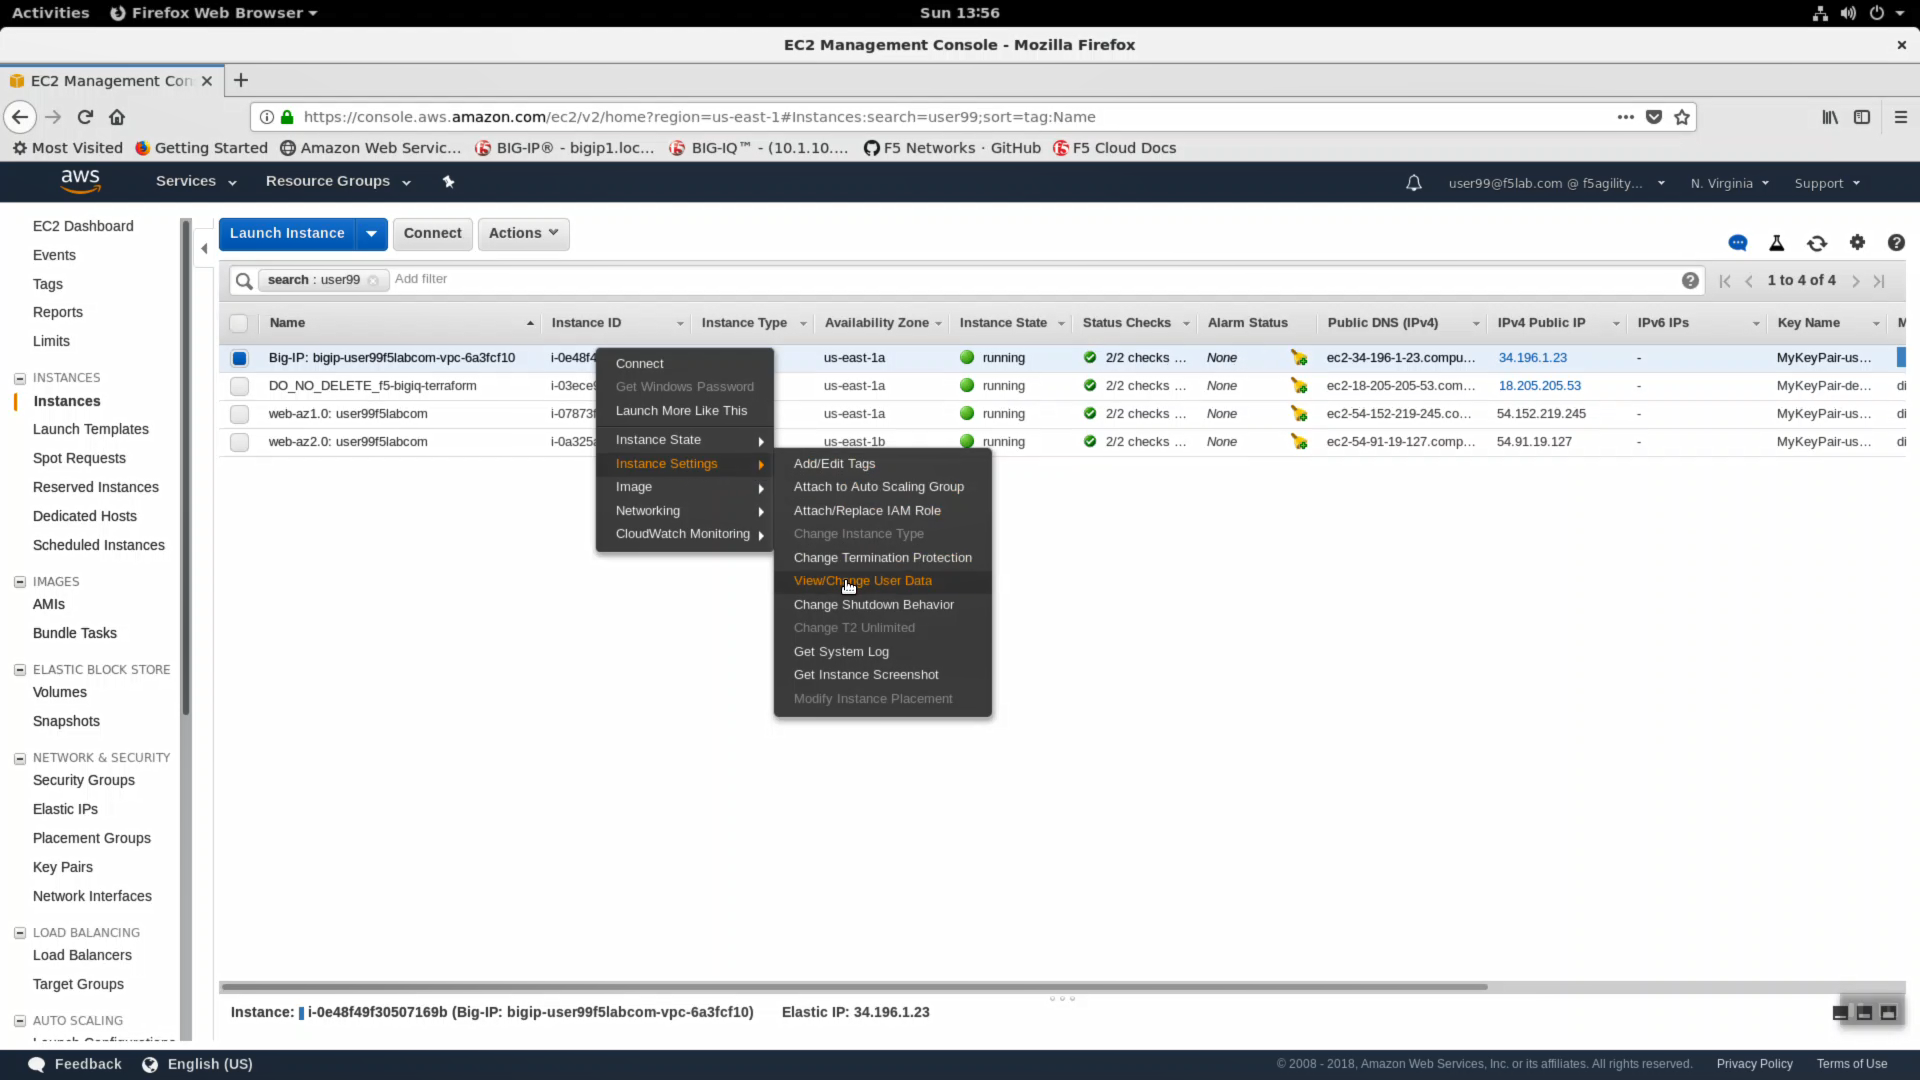 Activities Firefox Web Browser Sun 13:56
EC2 Management Console - Mozilla Firefox
EC2 Management Con
https://console.aws.amazon.com/ec2/v2/home?region=us-east-1#Instances:search=user99;sort=tag:Name
Most Visited Getting Started Amazon Web Servic... BIG-IP® - bigip1.loc... BIG-IQ™ - (10.1.10.... F5 Networks · GitHub F5 Cloud Docs
aws Services Resource Groups user99@f5lab.com @ f5agility... N. Virginia Support
Launch Instance Connect Actions
search : user99 Add filter 1 to 4 of 4
Name Instance ID Instance Type Availability Zone Instance State Status Checks Alarm Status Public DNS (IPv4) IPv4 Public IP IPv6 IPs Key Name
Big-IP: bigip-user99f5labcom-vpc-6a3fcf10 i-0e48f4 us-east-1a running 2/2 checks ... None ec2-34-196-1-23.compu... 34.196.1.23 - MyKeyPair-us...
DO_NO_DELETE_f5-bigiq-terraform i-03ece us-east-1a running 2/2 checks ... None ec2-18-205-205-53.com... 18.205.205.53 - MyKeyPair-de... di
web-az1.0: user99f5labcom i-07873 us-east-1a running 2/2 checks ... None ec2-54-152-219-245.co... 54.152.219.245 - MyKeyPair-us... di
web-az2.0: user99f5labcom i-0a325 us-east-1b running 2/2 checks ... None ec2-54-91-19-127.comp... 54.91.19.127 - MyKeyPair-us... di
Connect
Get Windows Password
Launch More Like This
Instance State
Instance Settings
Image
Networking
CloudWatch Monitoring
Add/Edit Tags
Attach to Auto Scaling Group
Attach/Replace IAM Role
Change Instance Type
Change Termination Protection
View/Change User Data
Change Shutdown Behavior
Change T2 Unlimited
Get System Log
Get Instance Screenshot
Modify Instance Placement
EC2 Dashboard
Events
Tags
Reports
Limits
INSTANCES
Instances
Launch Templates
Spot Requests
Reserved Instances
Dedicated Hosts
Scheduled Instances
IMAGES
AMIs
Bundle Tasks
ELASTIC BLOCK STORE
Volumes
Snapshots
NETWORK & SECURITY
Security Groups
Elastic IPs
Placement Groups
Key Pairs
Network Interfaces
LOAD BALANCING
Load Balancers
Target Groups
AUTO SCALING
Launch Configurations
Instance: i-0e48f49f30507169b (Big-IP: bigip-user99f5labcom-vpc-6a3fcf10) Elastic IP: 34.196.1.23
Feedback English (US) © 2008 - 2018, Amazon Web Services, Inc. or its affiliates. All rights reserved. Privacy Policy Terms of Use